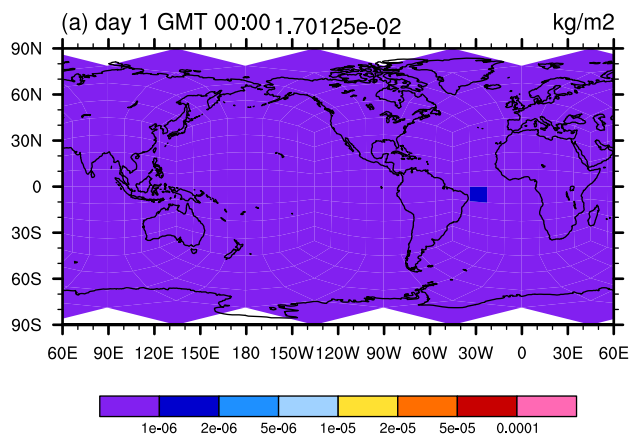 (a) day 1 GMT 00:00 1.70125e-02 kg/m2
90N
60N
30N
0
30S
60S
90S
60E 90E 120E 150E 180 150W 120W 90W 60W 30W 0 30E 60E
1e-06 2e-06 5e-06 1e-05 2e-05 5e-05 0.0001